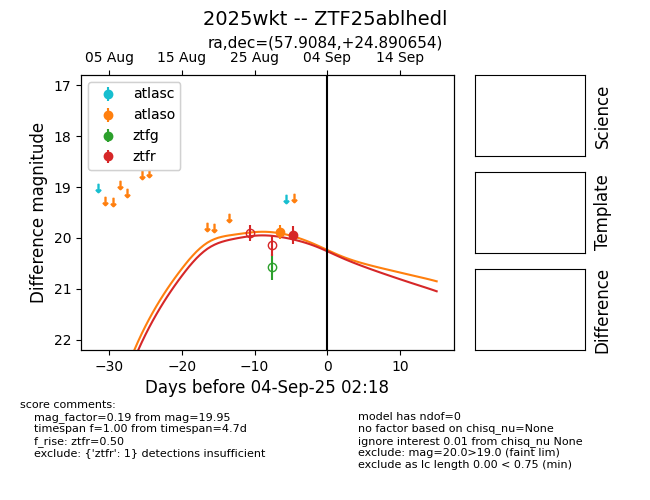 2025wkt -- ZTF25ablhedl
ra,dec=(57.9084,+24.890654)
05 Aug 15 Aug 25 Aug 04 Sep 14 Sep
17
18
19
20
21
22
Difference magnitude
atlasc
atlaso
ztfg
ztfr
−30 −20 −10 0 10
Days before 04-Sep-25 02:18
Science
Template
Difference
score comments:
mag_factor=0.19 from mag=19.95
timespan f=1.00 from timespan=4.7d
f_rise: ztfr=0.50
exclude: {'ztfr': 1} detections insufficient
model has ndof=0
no factor based on chisq_nu=None
ignore interest 0.01 from chisq_nu None
exclude: mag=20.0>19.0 (faint lim)
exclude as lc length 0.00 < 0.75 (min)